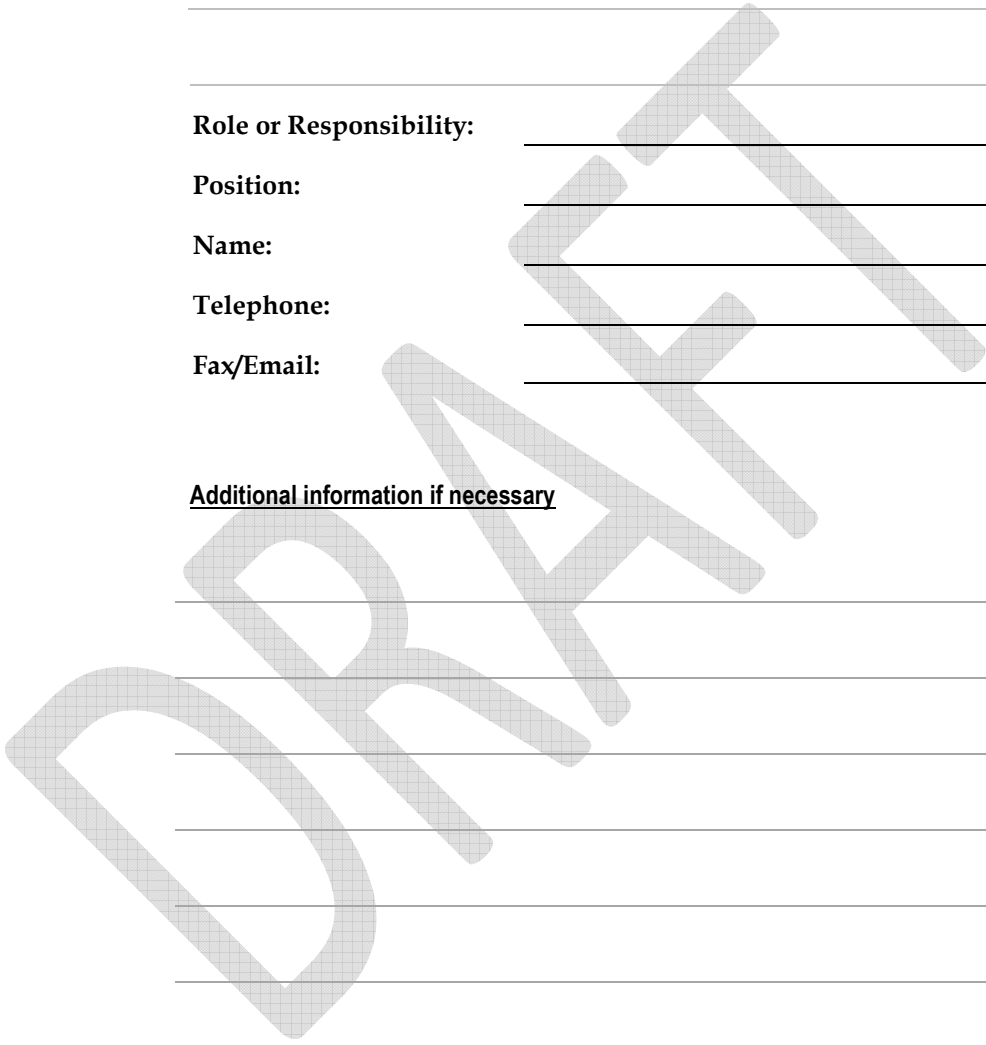 Role or Responsibility:
Position:
Name:
Telephone:
Fax/Email:
Additional information if necessary
DRAFT